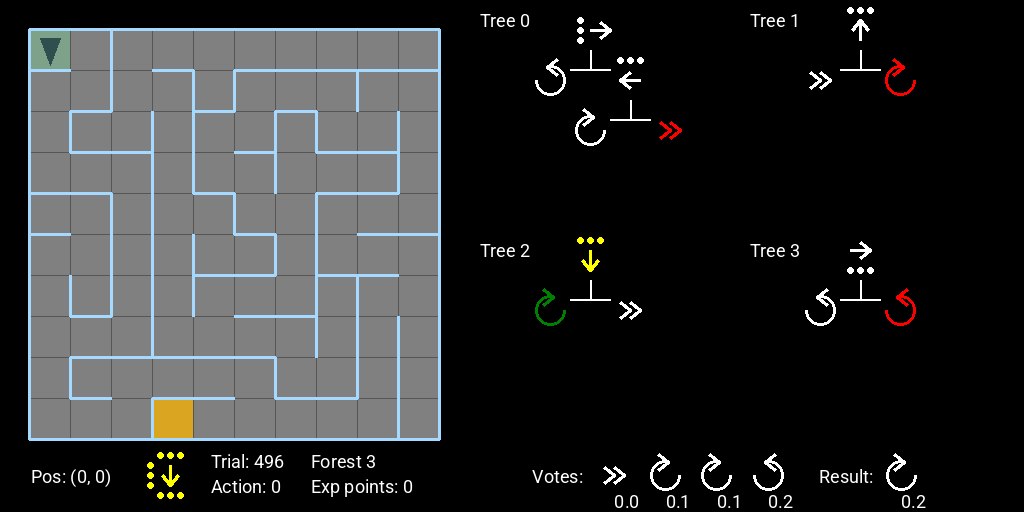 Tree 0
Tree 1
Tree 2
Tree 3
Pos: (0, 0)
Trial: 496
Forest 3
Action: 0
Exp points: 0
Votes:
0.0
0.1
0.1
0.2
Result:
0.2